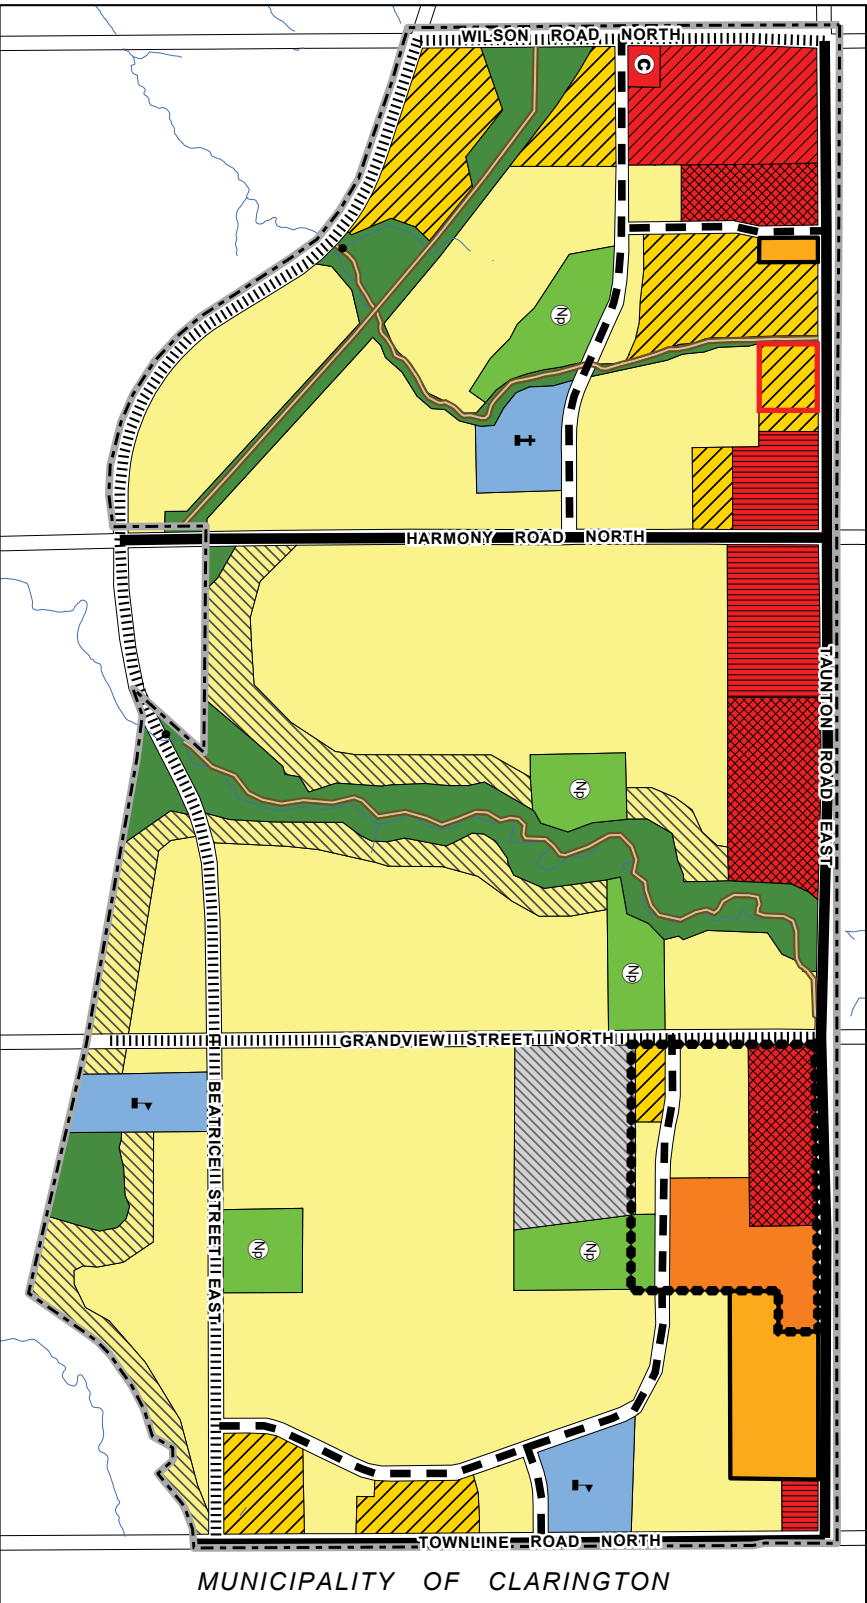 WILSON ROAD NORTH
C
Np
HARMONY ROAD NORTH
TAUNTON ROAD EAST
Np
Np
GRANDVIEW STREET NORTH
BEATRICE STREET EAST
Np
Np
TOWNLINE ROAD NORTH
MUNICIPALITY OF CLARINGTON